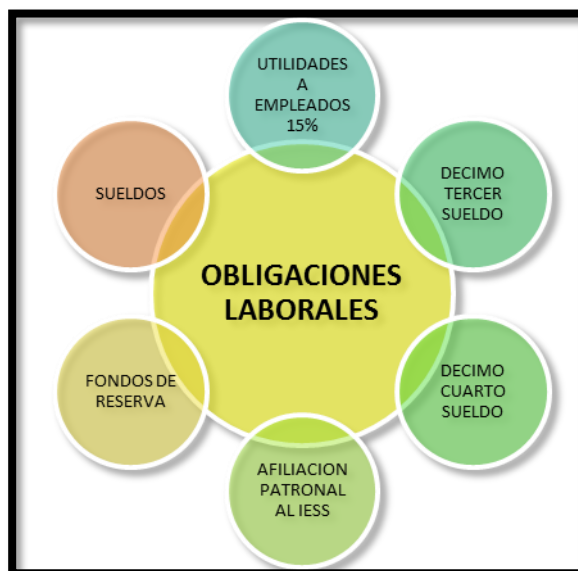 UTILIDADES
A
EMPLEADOS
15%
DECIMO
TERCER
SUELDO
SUELDOS
OBLIGACIONES
LABORALES
FONDOS DE
RESERVA
DECIMO
CUARTO
SUELDO
AFILIACION
PATRONAL
AL IESS